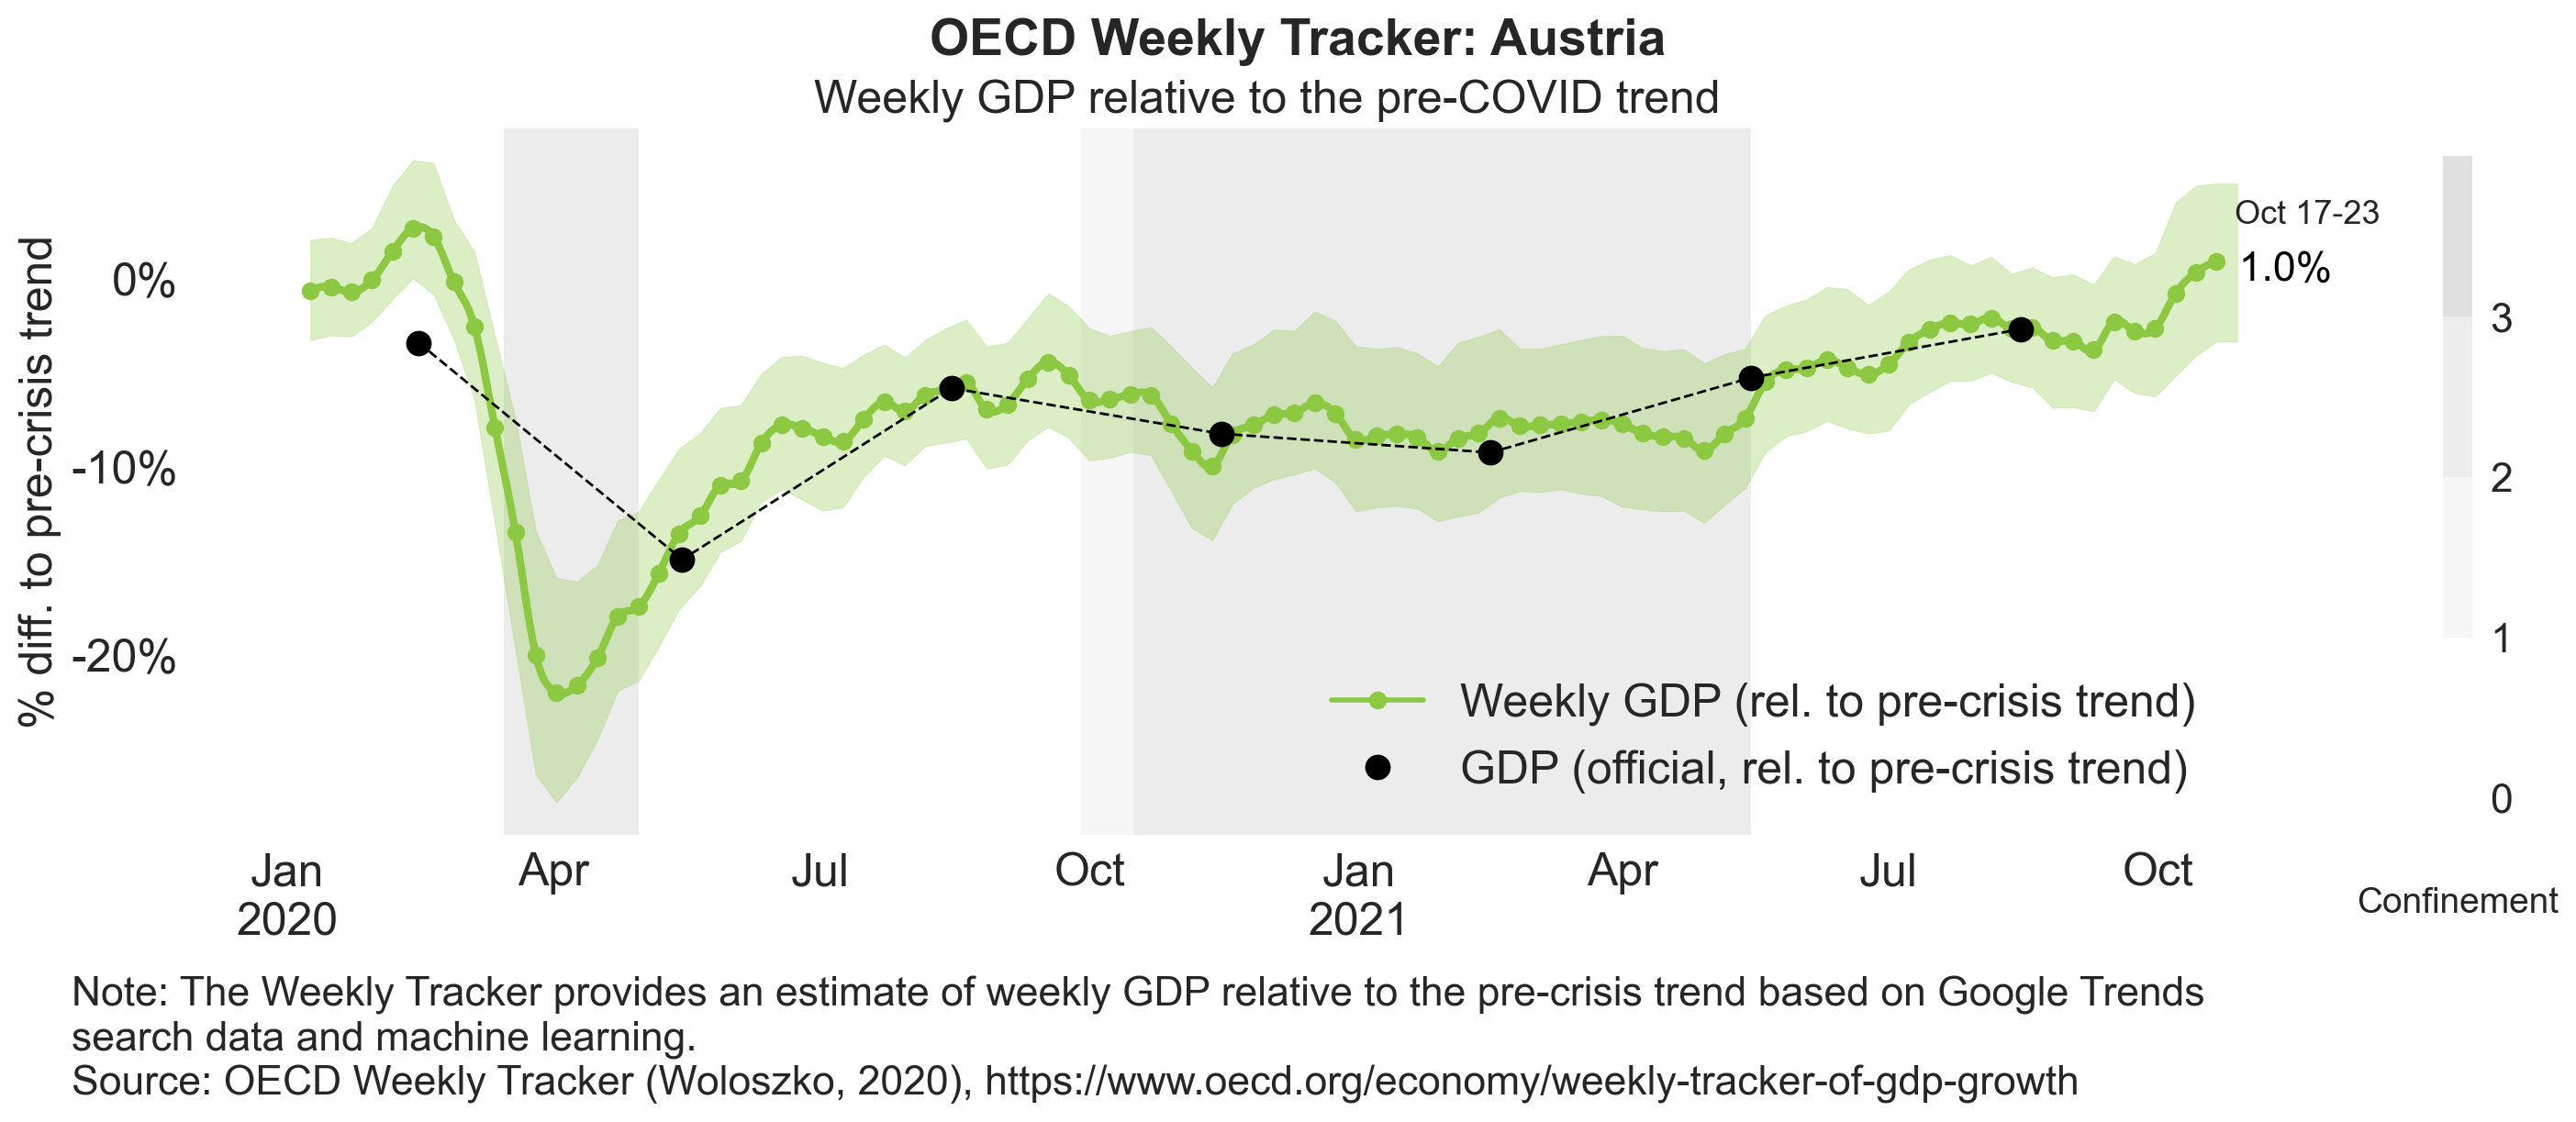 OECD Weekly Tracker: Austria
Weekly GDP relative to the pre-COVID trend
% diff. to pre-crisis trend
0%
-10%
-20%
Oct 17-23
1.0%
3
2
1
0
Confinement
Weekly GDP (rel. to pre-crisis trend)
GDP (official, rel. to pre-crisis trend)
Jan Apr Jul Oct Jan Apr Jul Oct
2020 2021
Note: The Weekly Tracker provides an estimate of weekly GDP relative to the pre-crisis trend based on Google Trends
search data and machine learning.
Source: OECD Weekly Tracker (Woloszko, 2020), https://www.oecd.org/economy/weekly-tracker-of-gdp-growth